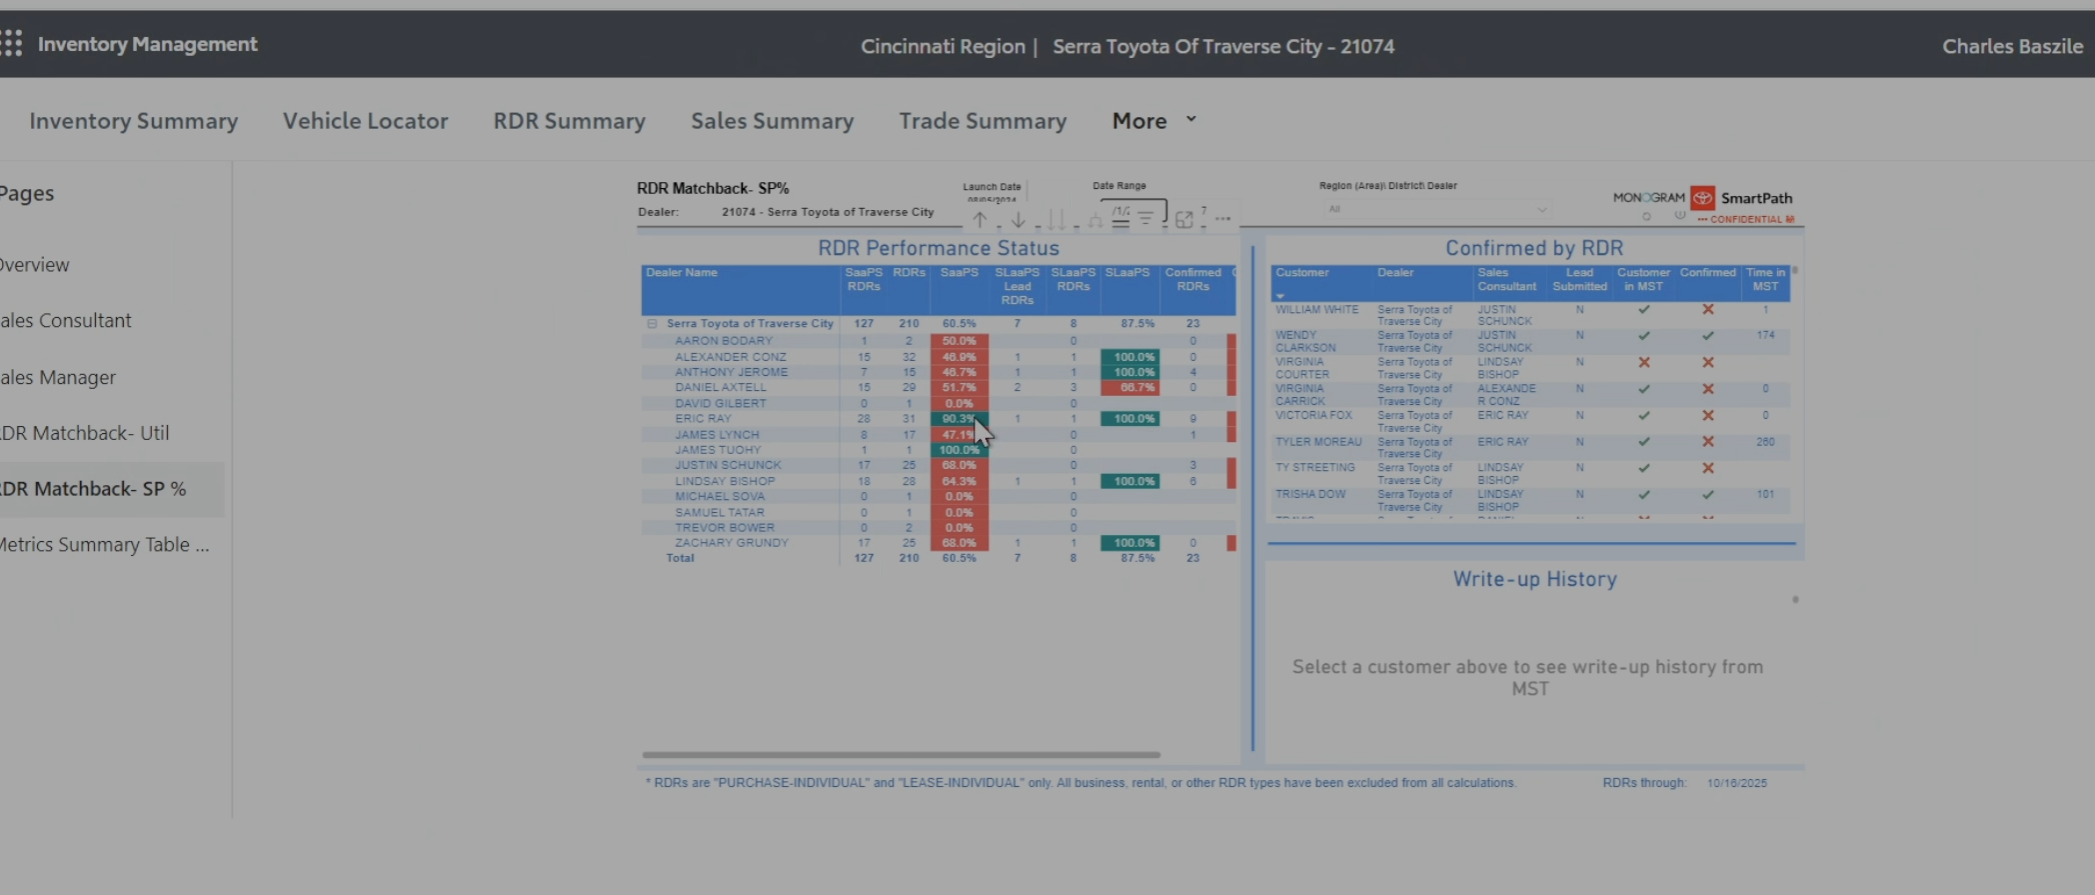 Inventory Management
Cincinnati Region | Serra Toyota Of Traverse City - 21074
Charles Baszile
Inventory Summary Vehicle Locator RDR Summary Sales Summary Trade Summary More
Pages
Overview
ales Consultant
ales Manager
RDR Matchback- Util
RDR Matchback- SP %
Metrics Summary Table ...
RDR Matchback- SP%
Launch Date
Date Range
Region (Area)\ District\ Dealer
All
MONOGRAM SmartPath
CONFIDENTIAL
Dealer: 21074 - Serra Toyota of Traverse City
RDR Performance Status
Dealer Name SaaPS RDRs RDRs SaaPS SLaaPS Lead RDRs SLaaPS RDRs SLaaPS Confirmed RDRs
Serra Toyota of Traverse City 127 210 60.5% 7 8 87.5% 23
AARON BODARY 1 2 50.0% 0 0
ALEXANDER CONZ 15 32 46.9% 1 1 100.0% 0
ANTHONY JEROME 7 15 46.7% 1 1 100.0% 4
DANIEL AXTELL 15 29 51.7% 2 3 66.7% 0
DAVID GILBERT 0 1 0.0% 0
ERIC RAY 28 31 90.3% 1 1 100.0% 9
JAMES LYNCH 8 17 47.1% 0 1
JAMES TUOHY 1 1 100.0% 0
JUSTIN SCHUNCK 17 25 68.0% 0 3
LINDSAY BISHOP 18 28 64.3% 1 1 100.0% 6
MICHAEL SOVA 0 1 0.0% 0
SAMUEL TATAR 0 1 0.0% 0
TREVOR BOWER 0 2 0.0% 0
ZACHARY GRUNDY 17 25 68.0% 1 1 100.0% 0
Total 127 210 60.5% 7 8 87.5% 23
Confirmed by RDR
Customer Dealer Sales Consultant Lead Submitted Customer in MST Confirmed Time in MST
WILLIAM WHITE Serra Toyota of Traverse City JUSTIN SCHUNCK N ✓ ✕ 1
WENDY CLARKSON Serra Toyota of Traverse City JUSTIN SCHUNCK N ✓ ✓ 174
VIRGINIA COURTER Serra Toyota of Traverse City LINDSAY BISHOP N ✕ ✕
VIRGINIA CARRICK Serra Toyota of Traverse City ALEXANDE R CONZ N ✓ ✕ 0
VICTORIA FOX Serra Toyota of Traverse City ERIC RAY N ✓ ✕ 0
TYLER MOREAU Serra Toyota of Traverse City ERIC RAY N ✓ ✕ 260
TY STREETING Serra Toyota of Traverse City LINDSAY BISHOP N ✓ ✕
TRISHA DOW Serra Toyota of Traverse City LINDSAY BISHOP N ✓ ✓ 101
Write-up History
Select a customer above to see write-up history from
MST
* RDRs are "PURCHASE-INDIVIDUAL" and "LEASE-INDIVIDUAL" only. All business, rental, or other RDR types have been excluded from all calculations.
RDRs through: 10/16/2025